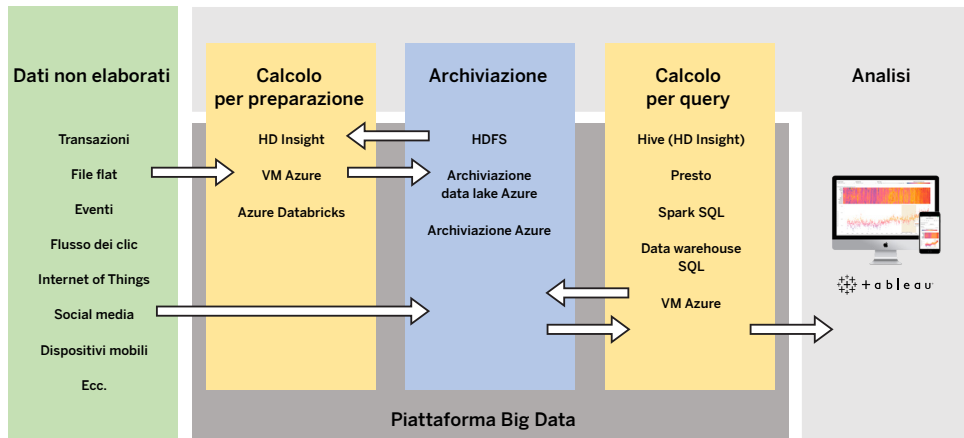 Dati non elaborati
Transazioni
File flat
Eventi
Flusso dei clic
Internet of Things
Social media
Dispositivi mobili
Ecc.
Calcolo
per preparazione
HD Insight
VM Azure
Azure Databricks
Archiviazione
HDFS
Archiviazione
data lake Azure
Archiviazione Azure
Calcolo
per query
Hive (HD Insight)
Presto
Spark SQL
Data warehouse
SQL
VM Azure
Analisi
+ableau
Piattaforma Big Data